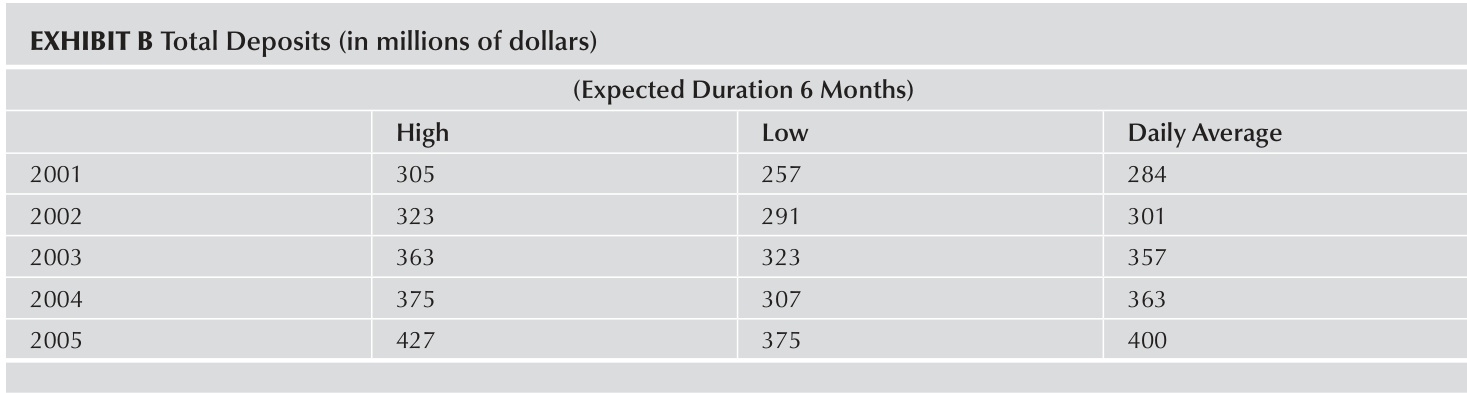 EXHIBIT B Total Deposits (in millions of dollars)
(Expected Duration 6 Months)
High Low Daily Average
2001 305 257 284
2002 323 291 301
2003 363 323 357
2004 375 307 363
2005 427 375 400